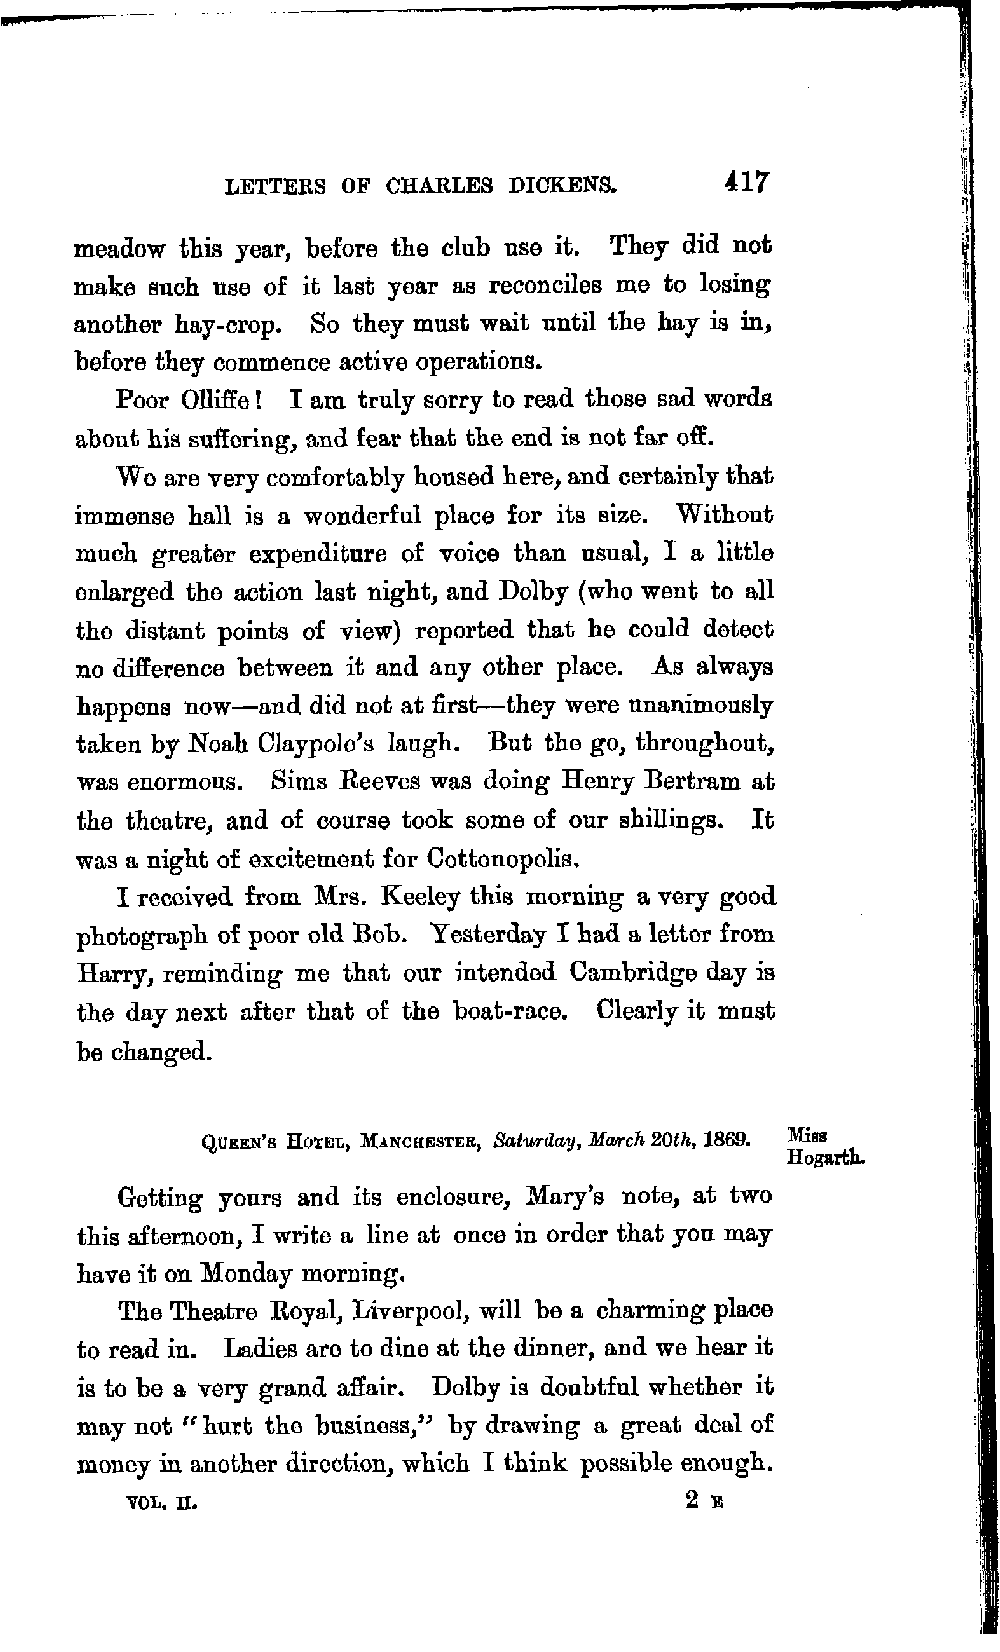 LETTERS OF CHARLES DICKENS. 417
meadow this year, before the club use it. They did not
make such use of it last year as reconciles me to losing
another hay-crop. So they must wait until the hay is in,
before they commence active operations.
Poor Olliffe! I am truly sorry to read those sad words
about his suffering, and fear that the end is not far off.
We are very comfortably housed here, and certainly that
immense hall is a wonderful place for its size. Without
much greater expenditure of voice than usual, I a little
enlarged the action last night, and Dolby (who went to all
the distant points of view) reported that he could detect
no difference between it and any other place. As always
happens now—and did not at first—they were unanimously
taken by Noah Claypole's laugh. But the go, throughout,
was enormous. Sims Reeves was doing Henry Bertram at
the theatre, and of course took some of our shillings. It
was a night of excitement for Cottonopolis.
I received from Mrs. Keeley this morning a very good
photograph of poor old Bob. Yesterday I had a letter from
Harry, reminding me that our intended Cambridge day is
the day next after that of the boat-race. Clearly it must
be changed.
QUEEN'S HOTEL, MANCHESTER, Saturday, March 20th, 1869.
Miss
Hogarth.
Getting yours and its enclosure, Mary's note, at two
this afternoon, I write a line at once in order that you may
have it on Monday morning.
The Theatre Royal, Liverpool, will be a charming place
to read in. Ladies are to dine at the dinner, and we hear it
is to be a very grand affair. Dolby is doubtful whether it
may not "hurt the business," by drawing a great deal of
money in another direction, which I think possible enough.
VOL. II. 2 E